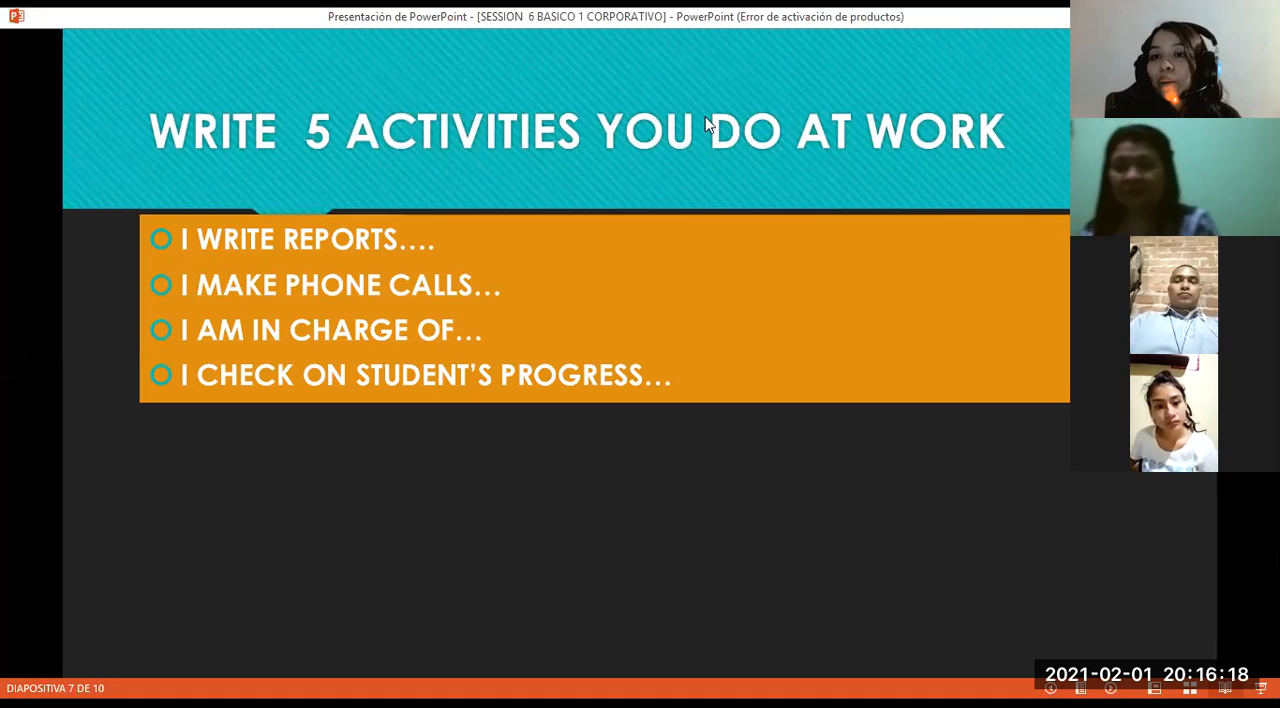 Presentación de PowerPoint - [SESSION 6 BASICO 1 CORPORATIVO] - PowerPoint (Error de activación de productos)
WRITE 5 ACTIVITIES YOU DO AT WORK
I WRITE REPORTS....
I MAKE PHONE CALLS...
I AM IN CHARGE OF...
I CHECK ON STUDENT'S PROGRESS...
2021-02-01 20:16:18
DIAPOSITIVA 7 DE 10